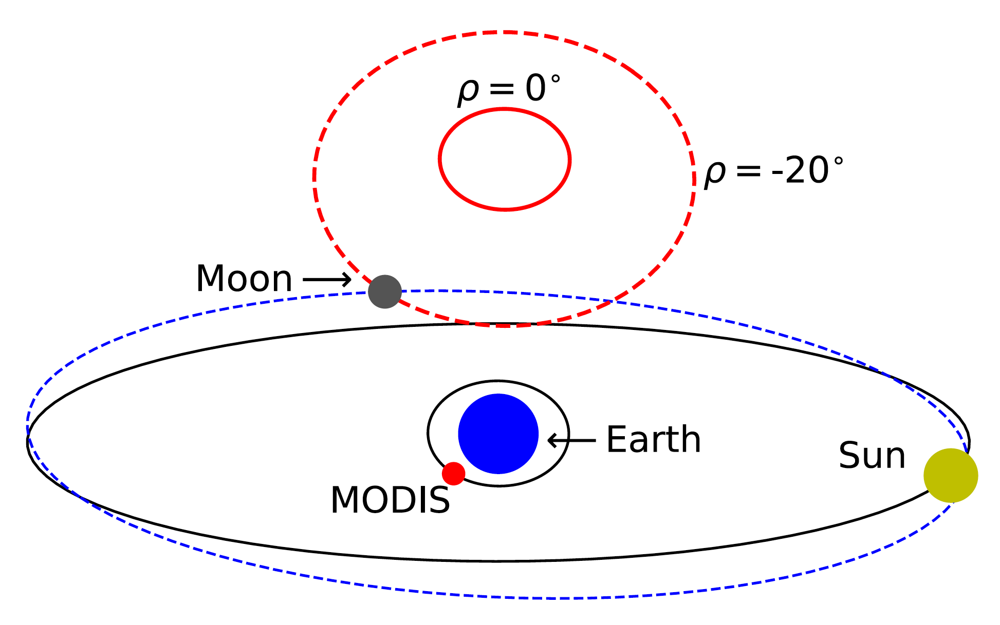 ρ = 0°
ρ = -20°
Moon
Earth
Sun
MODIS